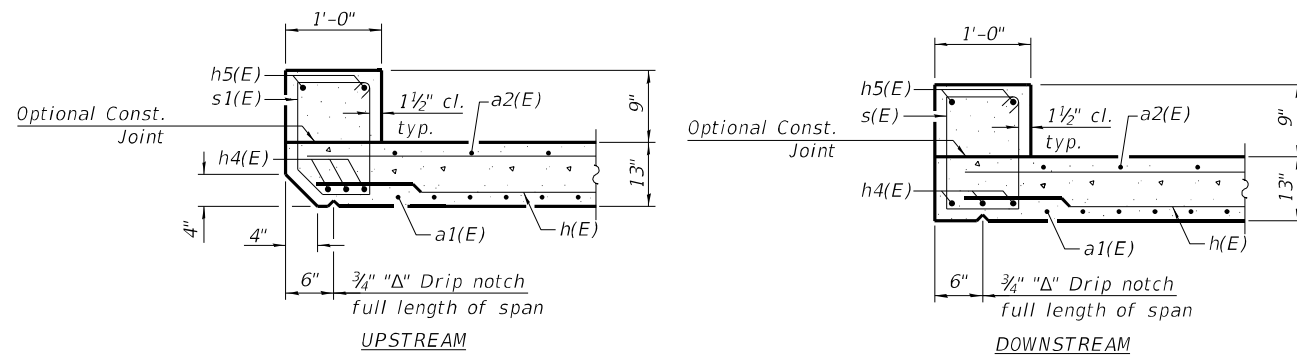 1'-0"
h5(E)
s1(E)
1½" cl.
typ.
a2(E)
9"
Optional Const.
Joint
h4(E)
13"
4"
4"
a1(E)
h(E)
6"
¾" "Δ" Drip notch
full length of span
UPSTREAM
1'-0"
h5(E)
s(E)
1½" cl.
typ.
a2(E)
9"
Optional Const.
Joint
h4(E)
13"
a1(E)
h(E)
6"
¾" "Δ" Drip notch
full length of span
DOWNSTREAM